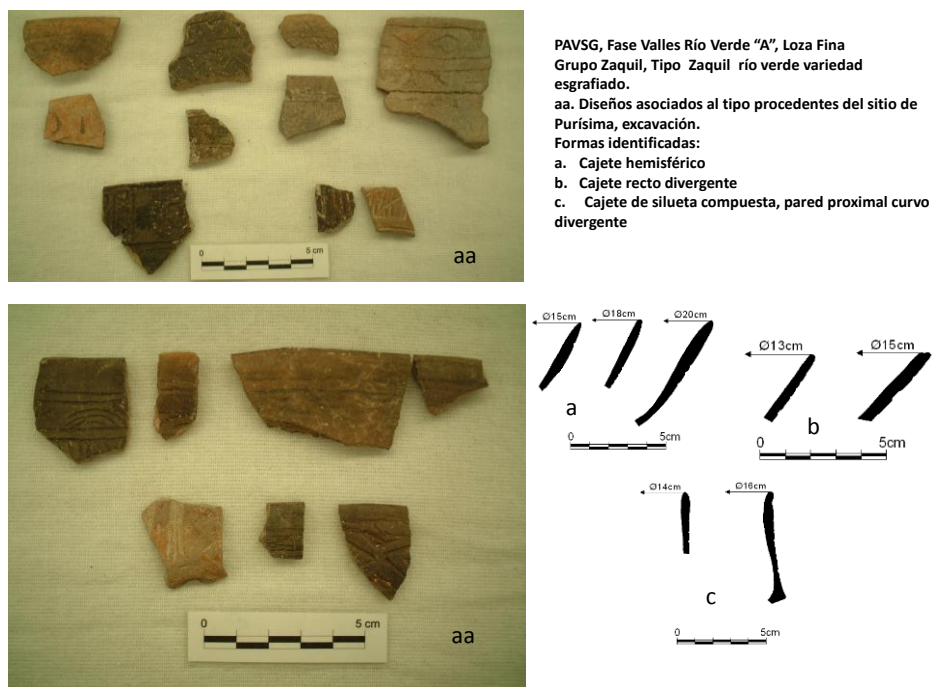 PAVSG, Fase Valles Río Verde “A”, Loza Fina
Grupo Zaquil, Tipo Zaquil río verde variedad
esgrafiado.
aa. Diseños asociados al tipo procedentes del sitio de
Purísima, excavación.
Formas identificadas:
a. Cajete hemisférico
b. Cajete recto divergente
c. Cajete de silueta compuesta, pared proximal curvo
divergente
0 5 cm
aa
0 5 cm
aa
Ø15cm Ø18cm Ø20cm
a
0 5cm
Ø13cm Ø15cm
b
0 5cm
Ø14cm Ø16cm
c
0 5cm